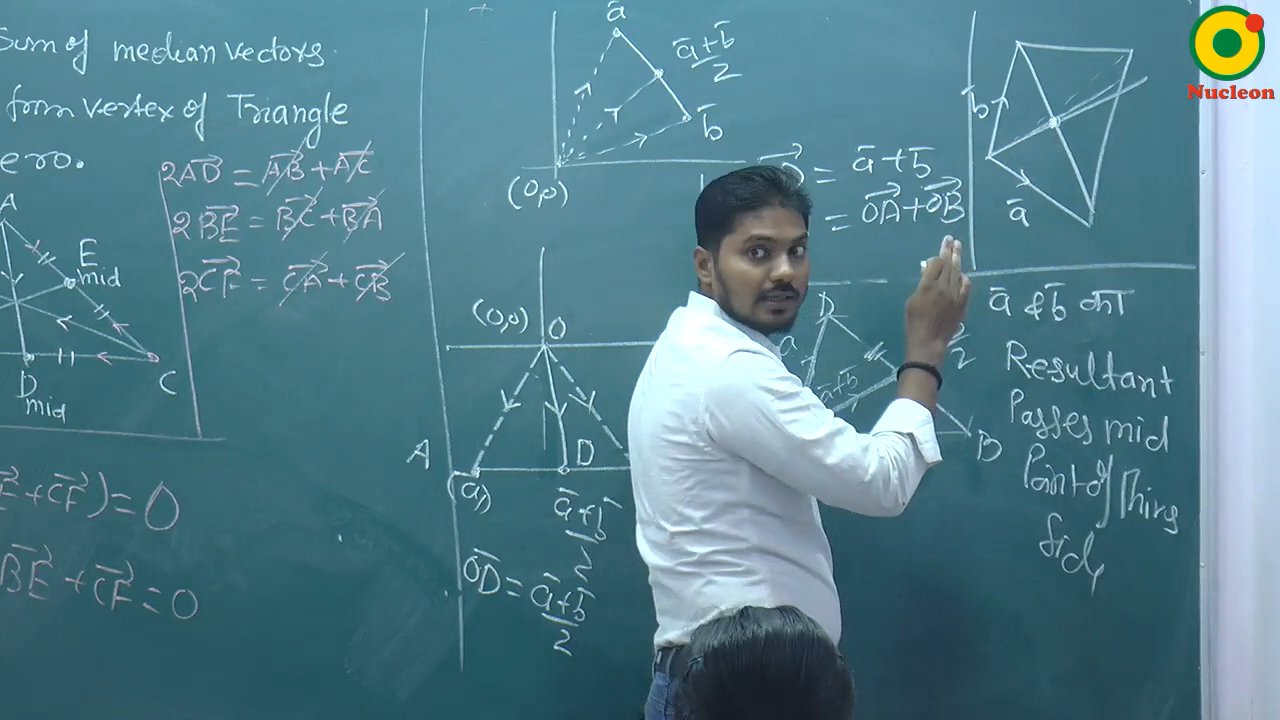 Sum of median vectors
from vertex of Triangle
ero.
2AD = AB + AC
2BE = BC + BA
2CF = CA + CB
A
E
mid
D
mid
C
+ CF) = 0
BE + CF = 0
ā
ā+b̄
2
b̄
(0,0)
= ā+b̄
= OA + OB
(0,0)
O
A
D
ā+b̄
2
OD = ā+b̄
2
a
ā+b̄
2
B
b̄
ā
ā & b̄ का
Resultant
Passes mid
Point of Third
Side
Nucleon